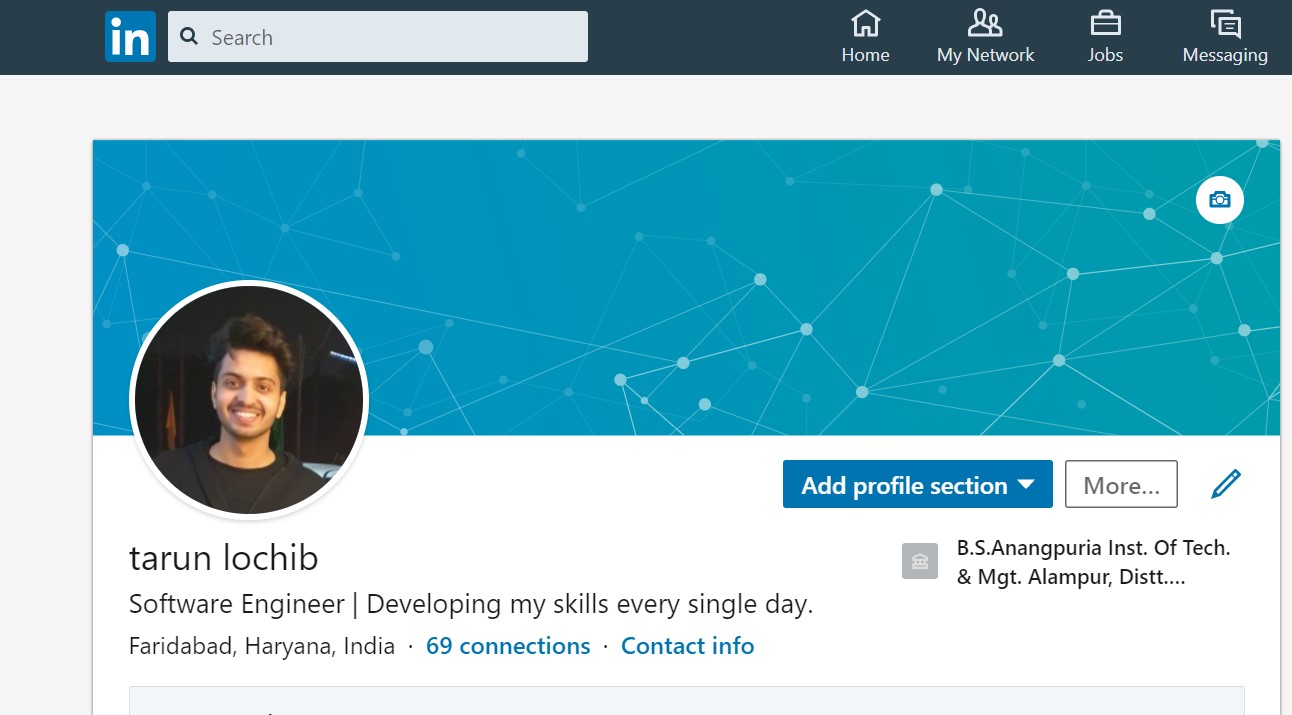 in
Search
Home
My Network
Jobs
Messaging
Add profile section
More...
tarun lochib
B.S.Anangpuria Inst. Of Tech.
& Mgt. Alampur, Distt....
Software Engineer | Developing my skills every single day.
Faridabad, Haryana, India · 69 connections · Contact info